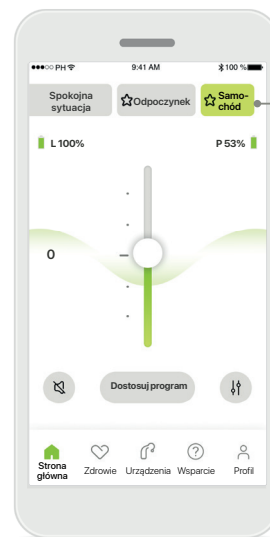 PH 9:41 AM 100 %
Spokojna
sytuacja
Odpoczynek
Samo-
chód
L 100% P 53%
0
Dostosuj program
Strona
główna
Zdrowie Urządzenia Wsparcie Profil